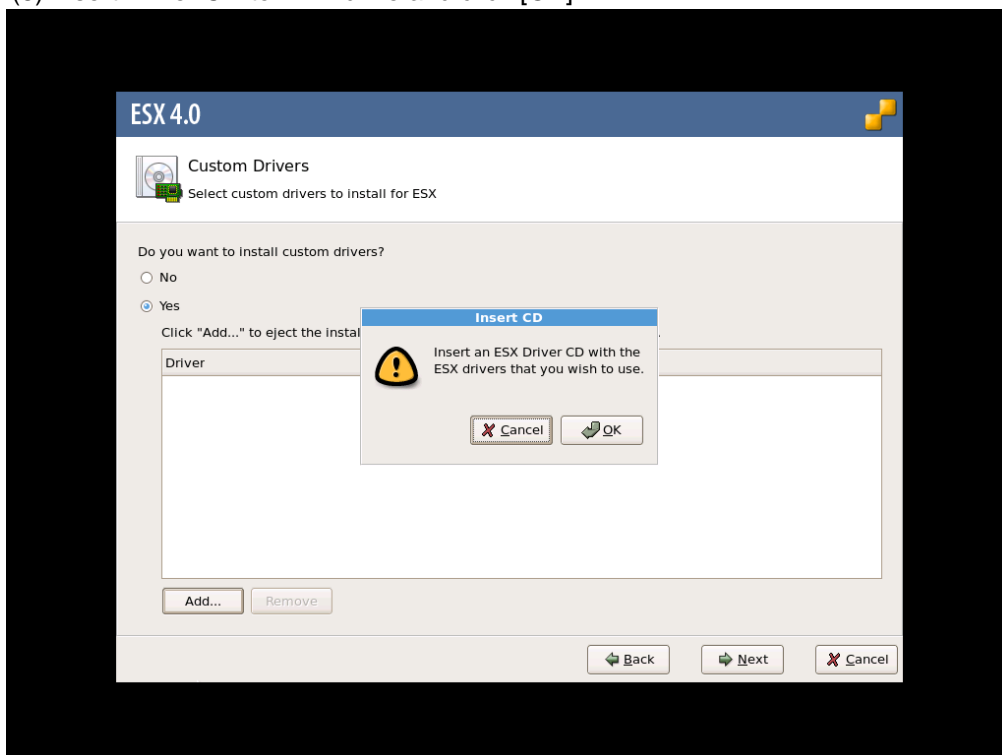 ESX 4.0
Custom Drivers
Select custom drivers to install for ESX
Do you want to install custom drivers?
No
Yes
Click "Add..." to eject the instal
Driver
Insert CD
Insert an ESX Driver CD with the
ESX drivers that you wish to use.
Cancel
OK
Add...
Remove
Back
Next
Cancel